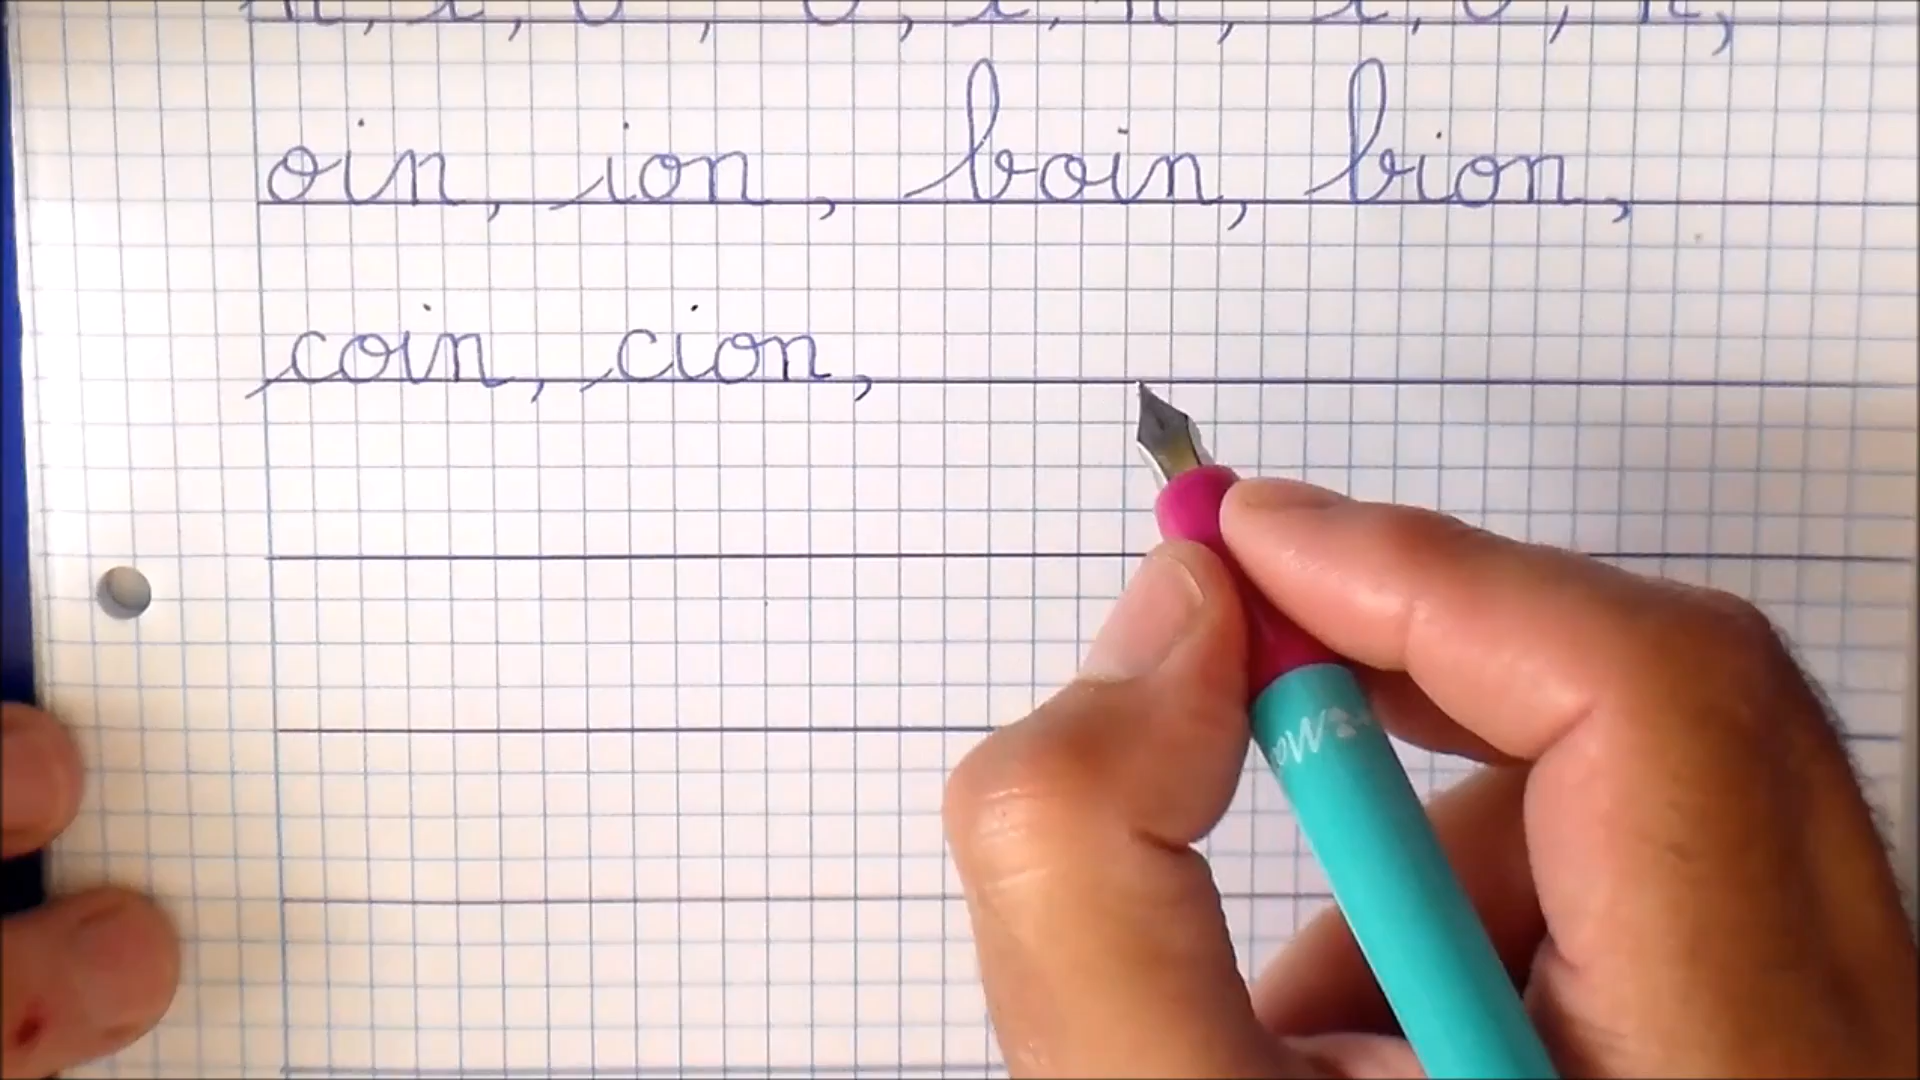 n, i, o, o, i, n, i, o, n,
oin, ion, boin, bion,
coin, cion,